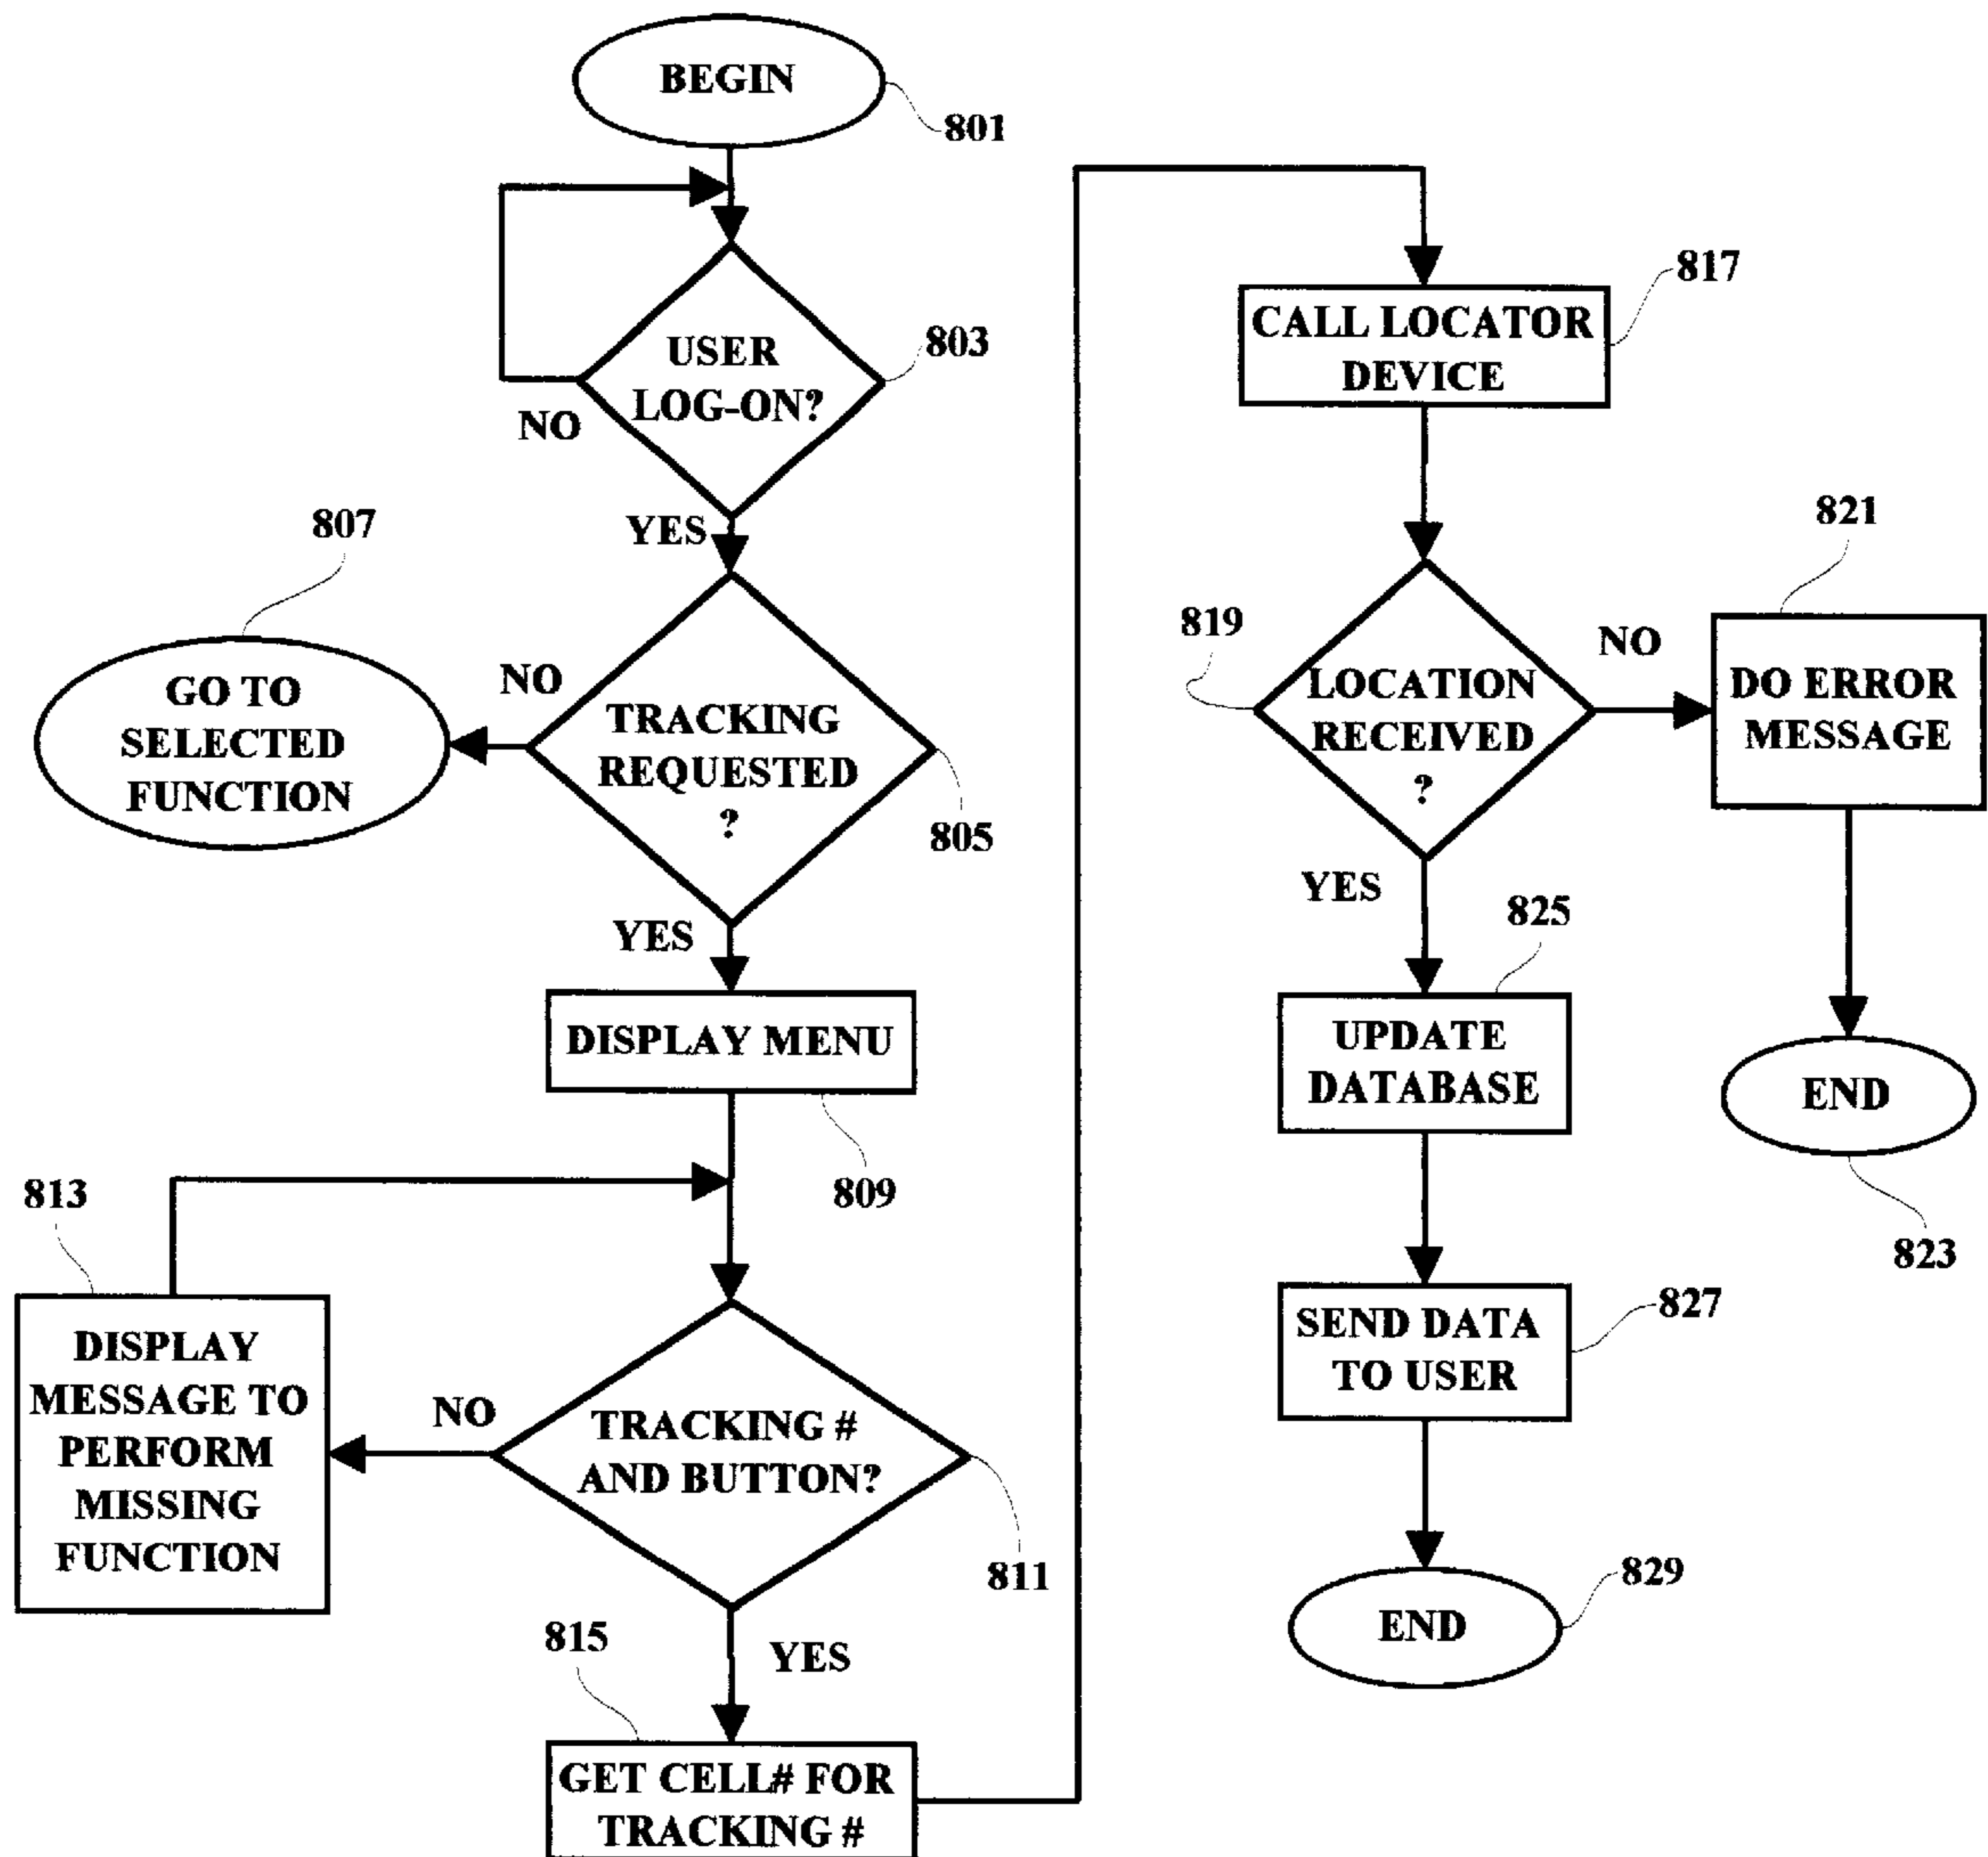 BEGIN
801
USER
LOG-ON?
803
NO
YES
807
GO TO
SELECTED
FUNCTION
NO
TRACKING
REQUESTED
?
805
YES
DISPLAY MENU
809
813
DISPLAY
MESSAGE TO
PERFORM
MISSING
FUNCTION
NO
TRACKING #
AND BUTTON?
811
815
YES
GET CELL# FOR
TRACKING #
CALL LOCATOR
DEVICE
817
819
LOCATION
RECEIVED
?
NO
821
DO ERROR
MESSAGE
YES
825
UPDATE
DATABASE
END
823
SEND DATA
TO USER
827
END
829